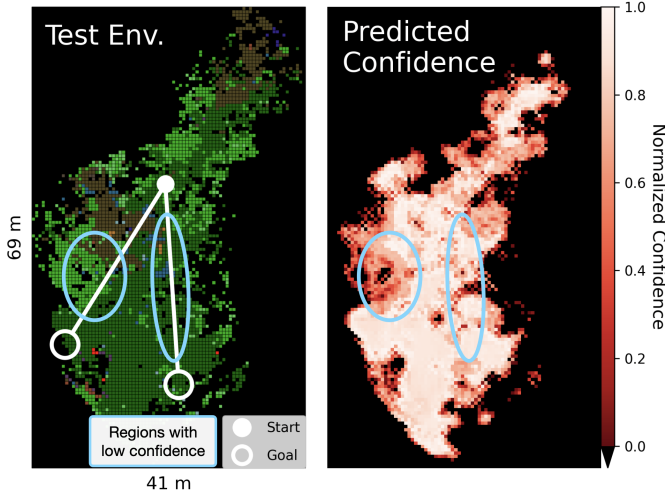 Test Env.
69 m
41 m
Regions with
low confidence
Start
Goal
Predicted
Confidence
1.0
0.8
0.6
0.4
0.2
0.0
Normalized Confidence